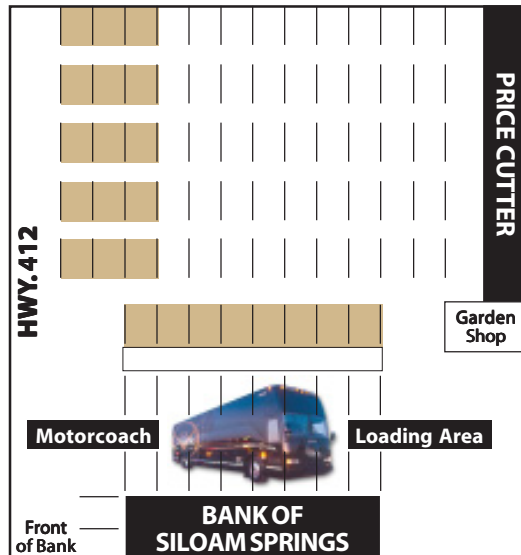 PRICE CUTTER
HWY. 412
Garden
Shop
Motorcoach
Loading Area
Front
of Bank
BANK OF
SILOAM SPRINGS